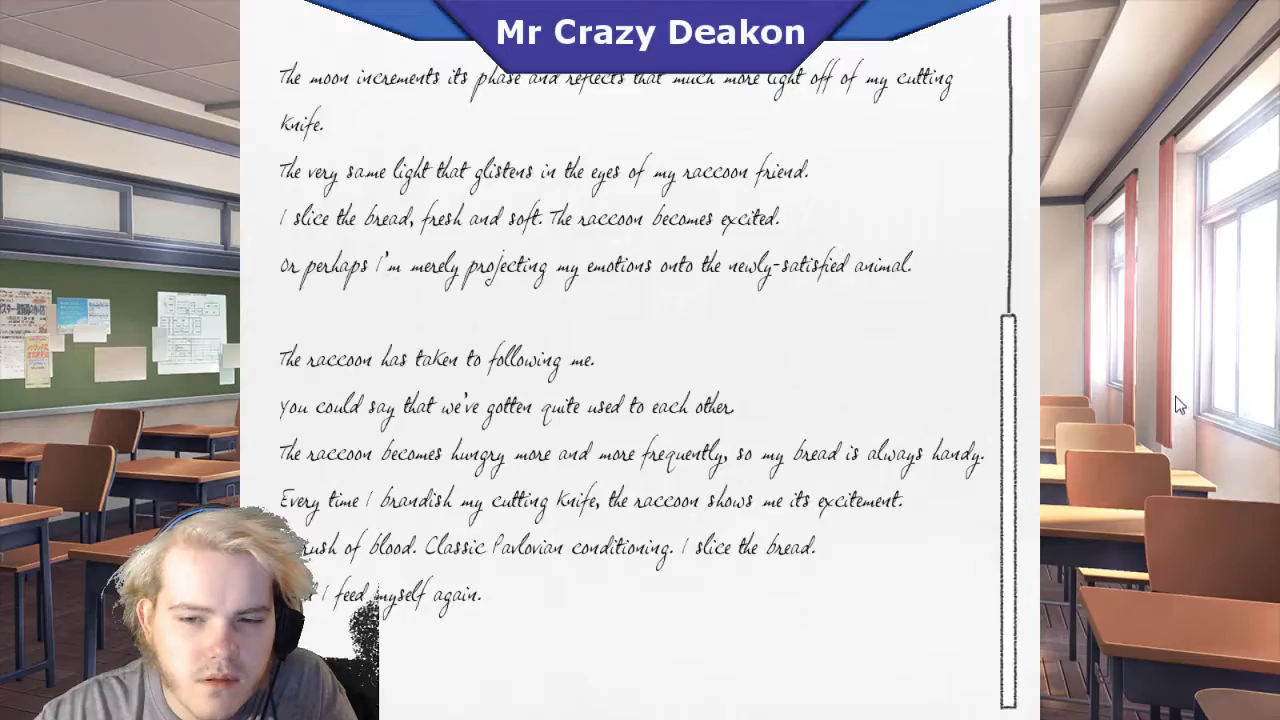 Mr Crazy Deakon
The moon increments its phase and reflects that much more light off of my cutting
knife.
The very same light that glistens in the eyes of my raccoon friend.
I slice the bread, fresh and soft. The raccoon becomes excited.
Or perhaps I'm merely projecting my emotions onto the newly-satisfied animal.
The raccoon has taken to following me.
You could say that we've gotten quite used to each other
The raccoon becomes hungry more and more frequently, so my bread is always handy.
Every time I brandish my cutting knife, the raccoon shows me its excitement.
rush of blood. Classic Pavlovian conditioning. I slice the bread.
I feed myself again.